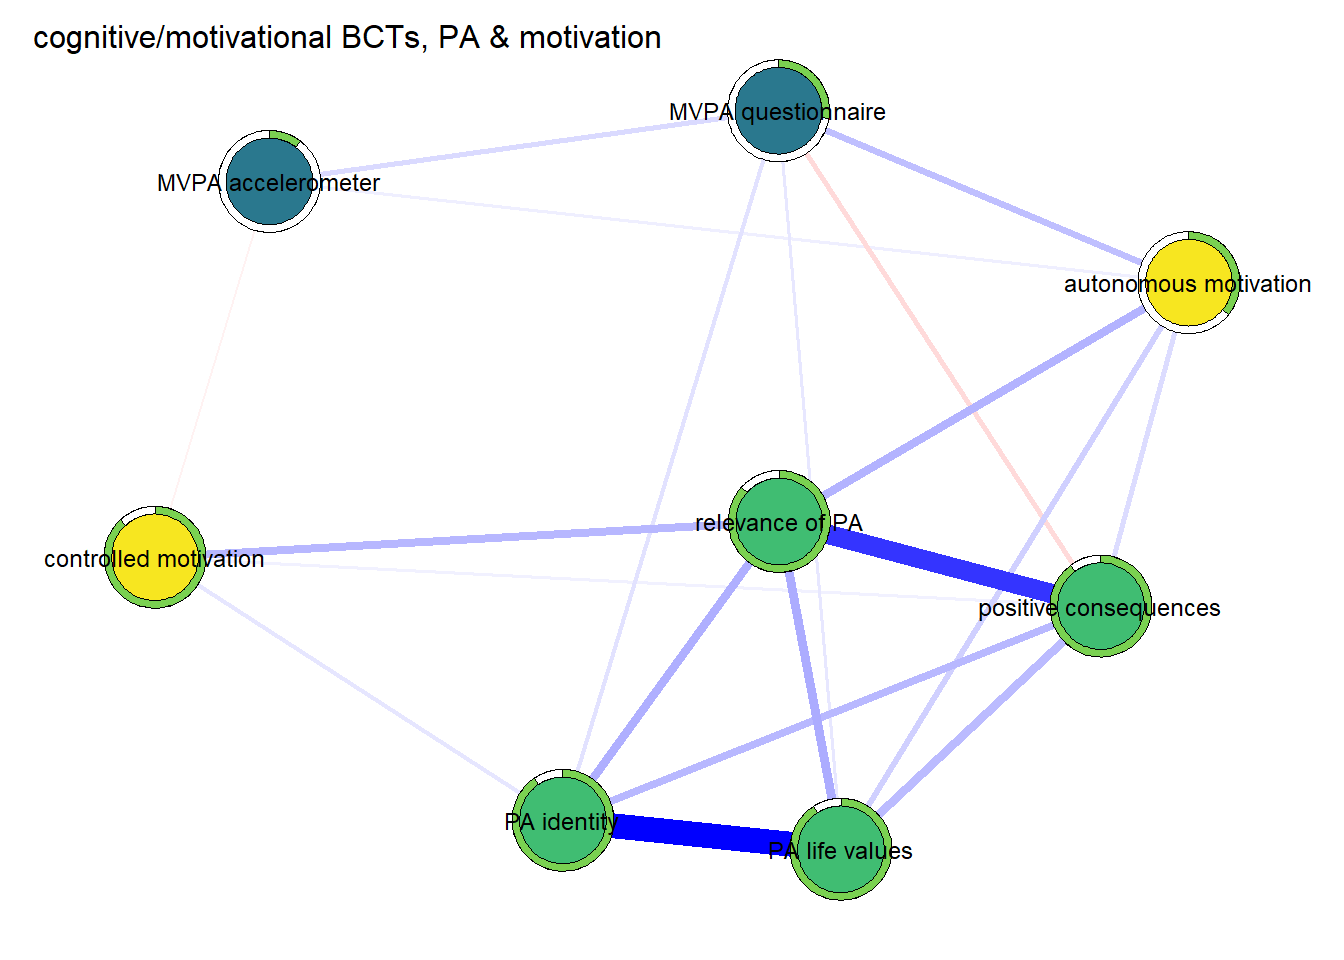 cognitive/motivational BCTs, PA & motivation
MVPA questionnaire
MVPA accelerometer
autonomous motivation
relevance of PA
controlled motivation
positive consequences
PA identity
PA life values